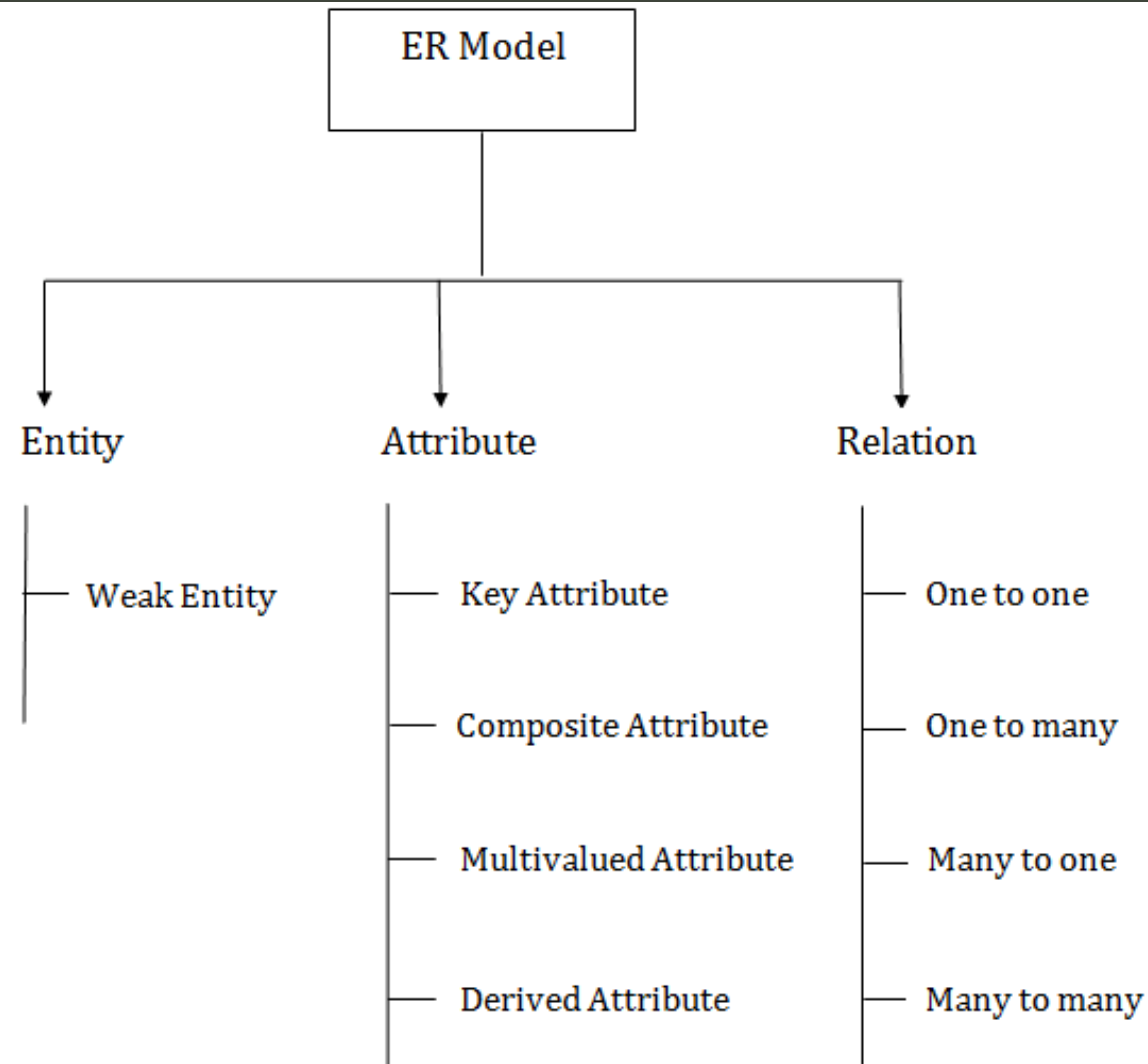 ER Model
Entity
Attribute
Relation
Weak Entity
Key Attribute
One to one
Composite Attribute
One to many
Multivalued Attribute
Many to one
Derived Attribute
Many to many